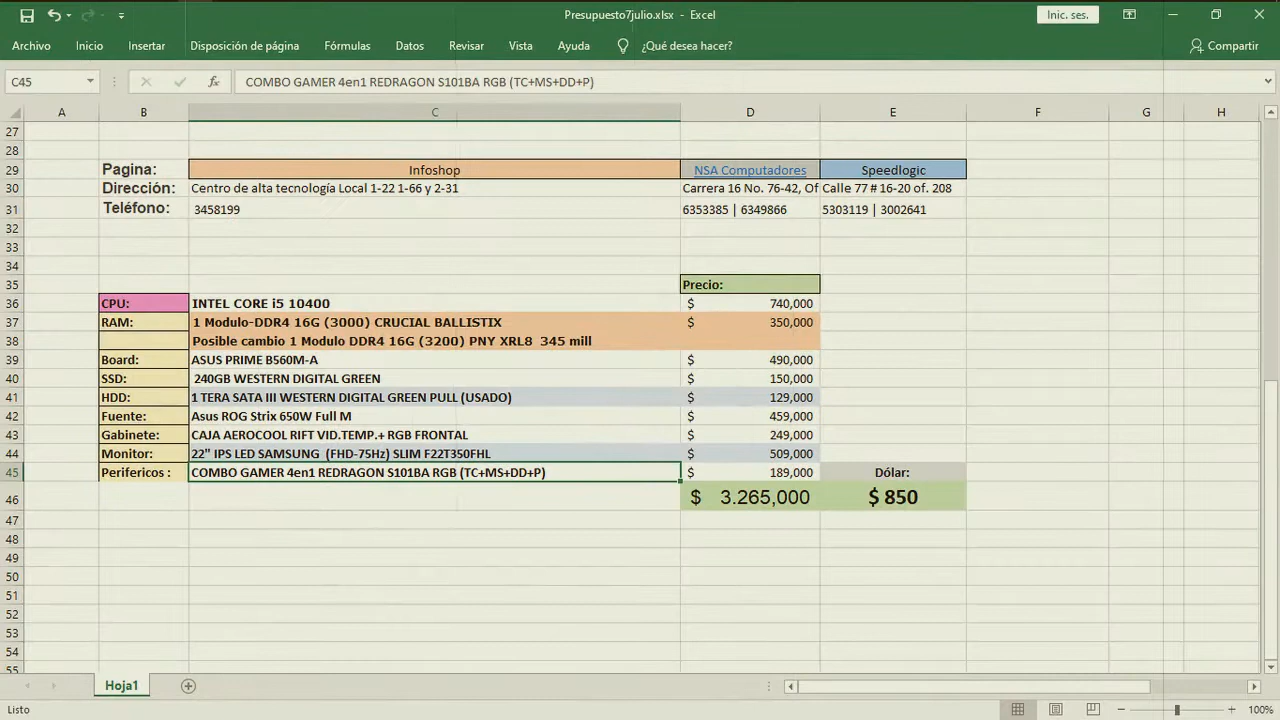 Presupuesto7julio.xlsx - Excel
Inic. ses.
Archivo Inicio Insertar Disposición de página Fórmulas Datos Revisar Vista Ayuda ¿Qué desea hacer? Compartir
C45 fx COMBO GAMER 4en1 REDRAGON S101BA RGB (TC+MS+DD+P)
A B C D E F G H
27
28
29 Pagina: Infoshop NSA Computadores Speedlogic
30 Dirección: Centro de alta tecnología Local 1-22 1-66 y 2-31 Carrera 16 No. 76-42, Of Calle 77 # 16-20 of. 208
31 Teléfono: 3458199 6353385 | 6349866 5303119 | 3002641
32
33
34
35 Precio:
36 CPU: INTEL CORE i5 10400 $ 740,000
37 RAM: 1 Modulo-DDR4 16G (3000) CRUCIAL BALLISTIX $ 350,000
38 Posible cambio 1 Modulo DDR4 16G (3200) PNY XRL8 345 mill
39 Board: ASUS PRIME B560M-A $ 490,000
40 SSD: 240GB WESTERN DIGITAL GREEN $ 150,000
41 HDD: 1 TERA SATA III WESTERN DIGITAL GREEN PULL (USADO) $ 129,000
42 Fuente: Asus ROG Strix 650W Full M $ 459,000
43 Gabinete: CAJA AEROCOOL RIFT VID.TEMP.+ RGB FRONTAL $ 249,000
44 Monitor: 22" IPS LED SAMSUNG (FHD-75Hz) SLIM F22T350FHL $ 509,000
45 Perifericos : COMBO GAMER 4en1 REDRAGON S101BA RGB (TC+MS+DD+P) $ 189,000 Dólar:
46 $ 3.265,000 $ 850
47
48
49
50
51
52
53
54
55
Hoja1
Listo 100%